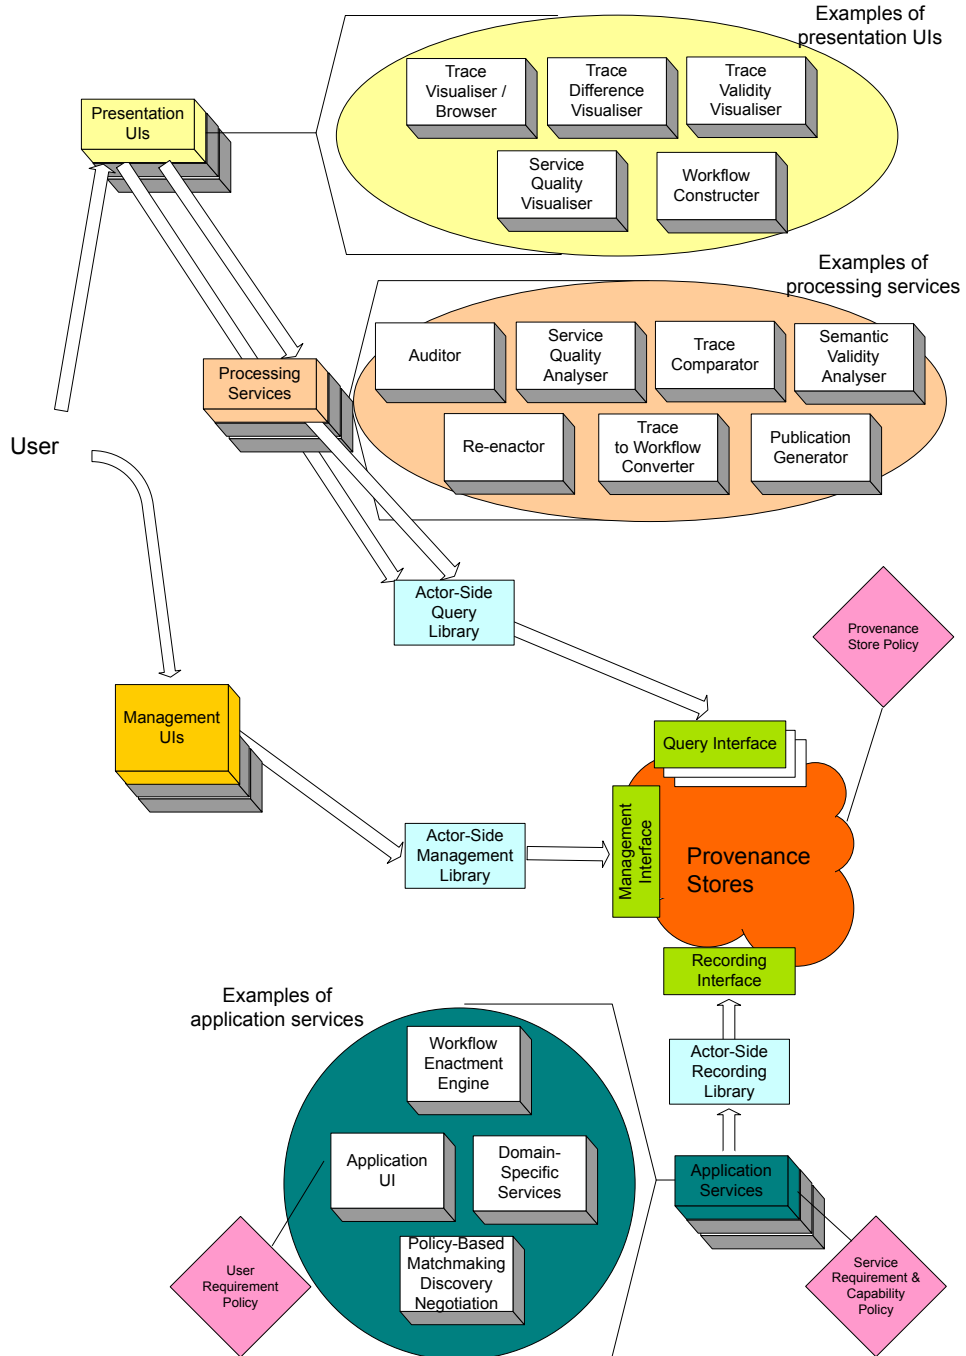 Examples of
presentation UIs
Trace
Visualiser /
Browser
Trace
Difference
Visualiser
Trace
Validity
Visualiser
Presentation
UIs
Service
Quality
Visualiser
Workflow
Constructer
Examples of
processing services
Auditor
Service
Quality
Analyser
Trace
Comparator
Semantic
Validity
Analyser
Processing
Services
Re-enactor
Trace
to Workflow
Converter
Publication
Generator
User
Actor-Side
Query
Library
Provenance
Store Policy
Management
UIs
Query Interface
Actor-Side
Management
Library
Management
Interface
Provenance
Stores
Recording
Interface
Examples of
application services
Workflow
Enactment
Engine
Actor-Side
Recording
Library
Application
UI
Domain-
Specific
Services
Application
Services
User
Requirement
Policy
Policy-Based
Matchmaking
Discovery
Negotiation
Service
Requirement &
Capability
Policy